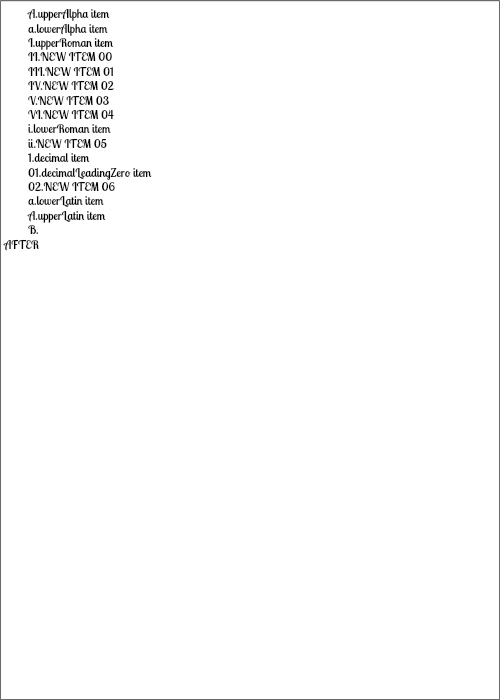 A.upperAlpha item
a.lowerAlpha item
I.upperRoman item
II.NEW ITEM 00
III.NEW ITEM 01
IV.NEW ITEM 02
V.NEW ITEM 03
VI.NEW ITEM 04
i.lowerRoman item
ii.NEW ITEM 05
1.decimal item
01.decimalLeadingZero item
02.NEW ITEM 06
a.lowerLatin item
A.upperLatin item
B.
AFTER